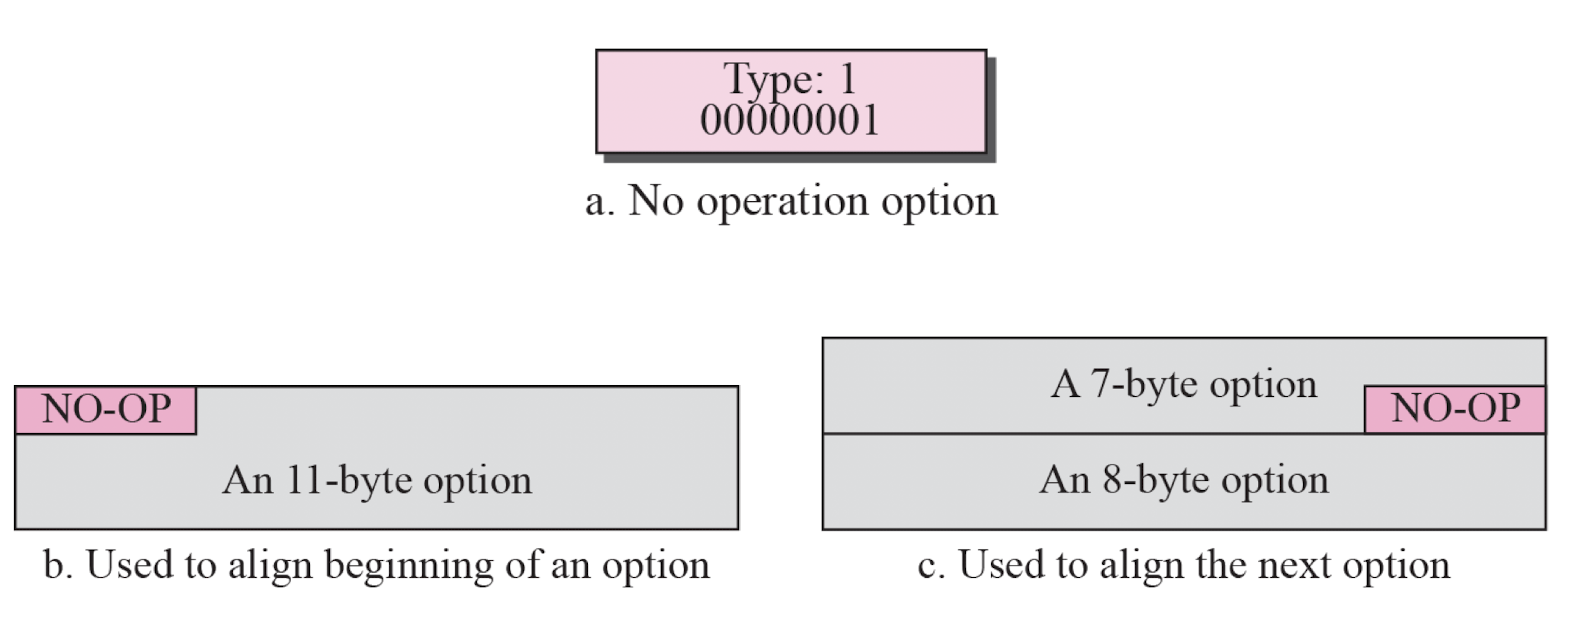 Type: 1
00000001
a. No operation option
NO-OP
An 11-byte option
b. Used to align beginning of an option
A 7-byte option
NO-OP
An 8-byte option
c. Used to align the next option